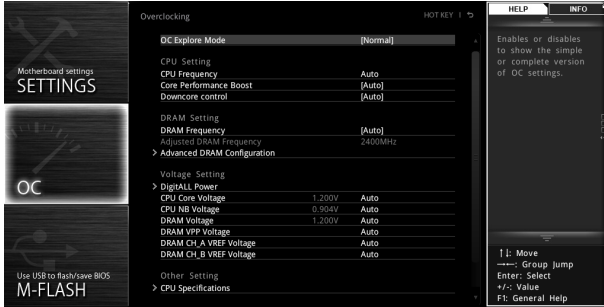 Motherboard settings
SETTINGS
OC
Use USB to flash/save BIOS
M-FLASH
Overclocking
HOT KEY |
OC Explore Mode [Normal]
CPU Setting
CPU Frequency Auto
Core Performance Boost [Auto]
Downcore control [Auto]
DRAM Setting
DRAM Frequency [Auto]
Adjusted DRAM Frequency 2400MHz
> Advanced DRAM Configuration
Voltage Setting
> DigitALL Power
CPU Core Voltage 1.200V Auto
CPU NB Voltage 0.904V Auto
DRAM Voltage 1.200V Auto
DRAM VPP Voltage Auto
DRAM CH_A VREF Voltage Auto
DRAM CH_B VREF Voltage Auto
Other Setting
> CPU Specifications
HELP INFO
Enables or disables
to show the simple
or complete version
of OC settings.
↑↓: Move
→←: Group Jump
Enter: Select
+/-: Value
F1: General Help